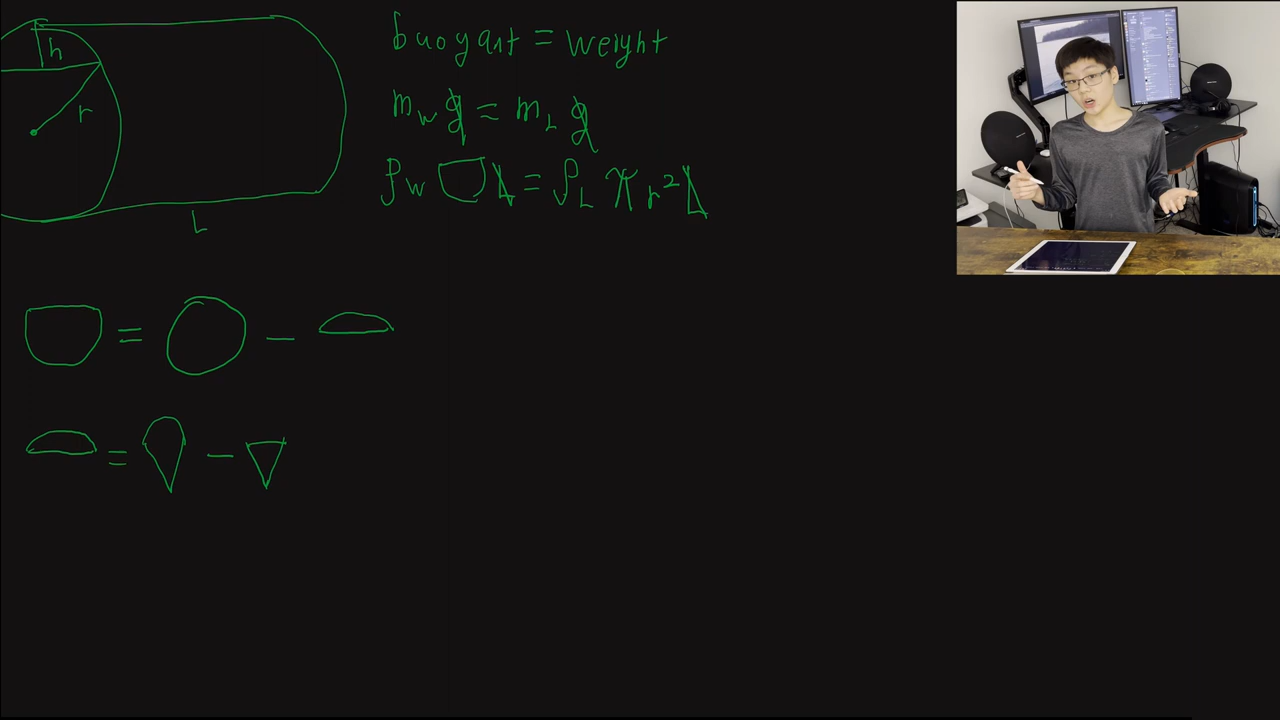 h
r
L
buoyant = weight
m_w g = m_L g
ρ_w L = ρ_L π r² L
=
-
=
-